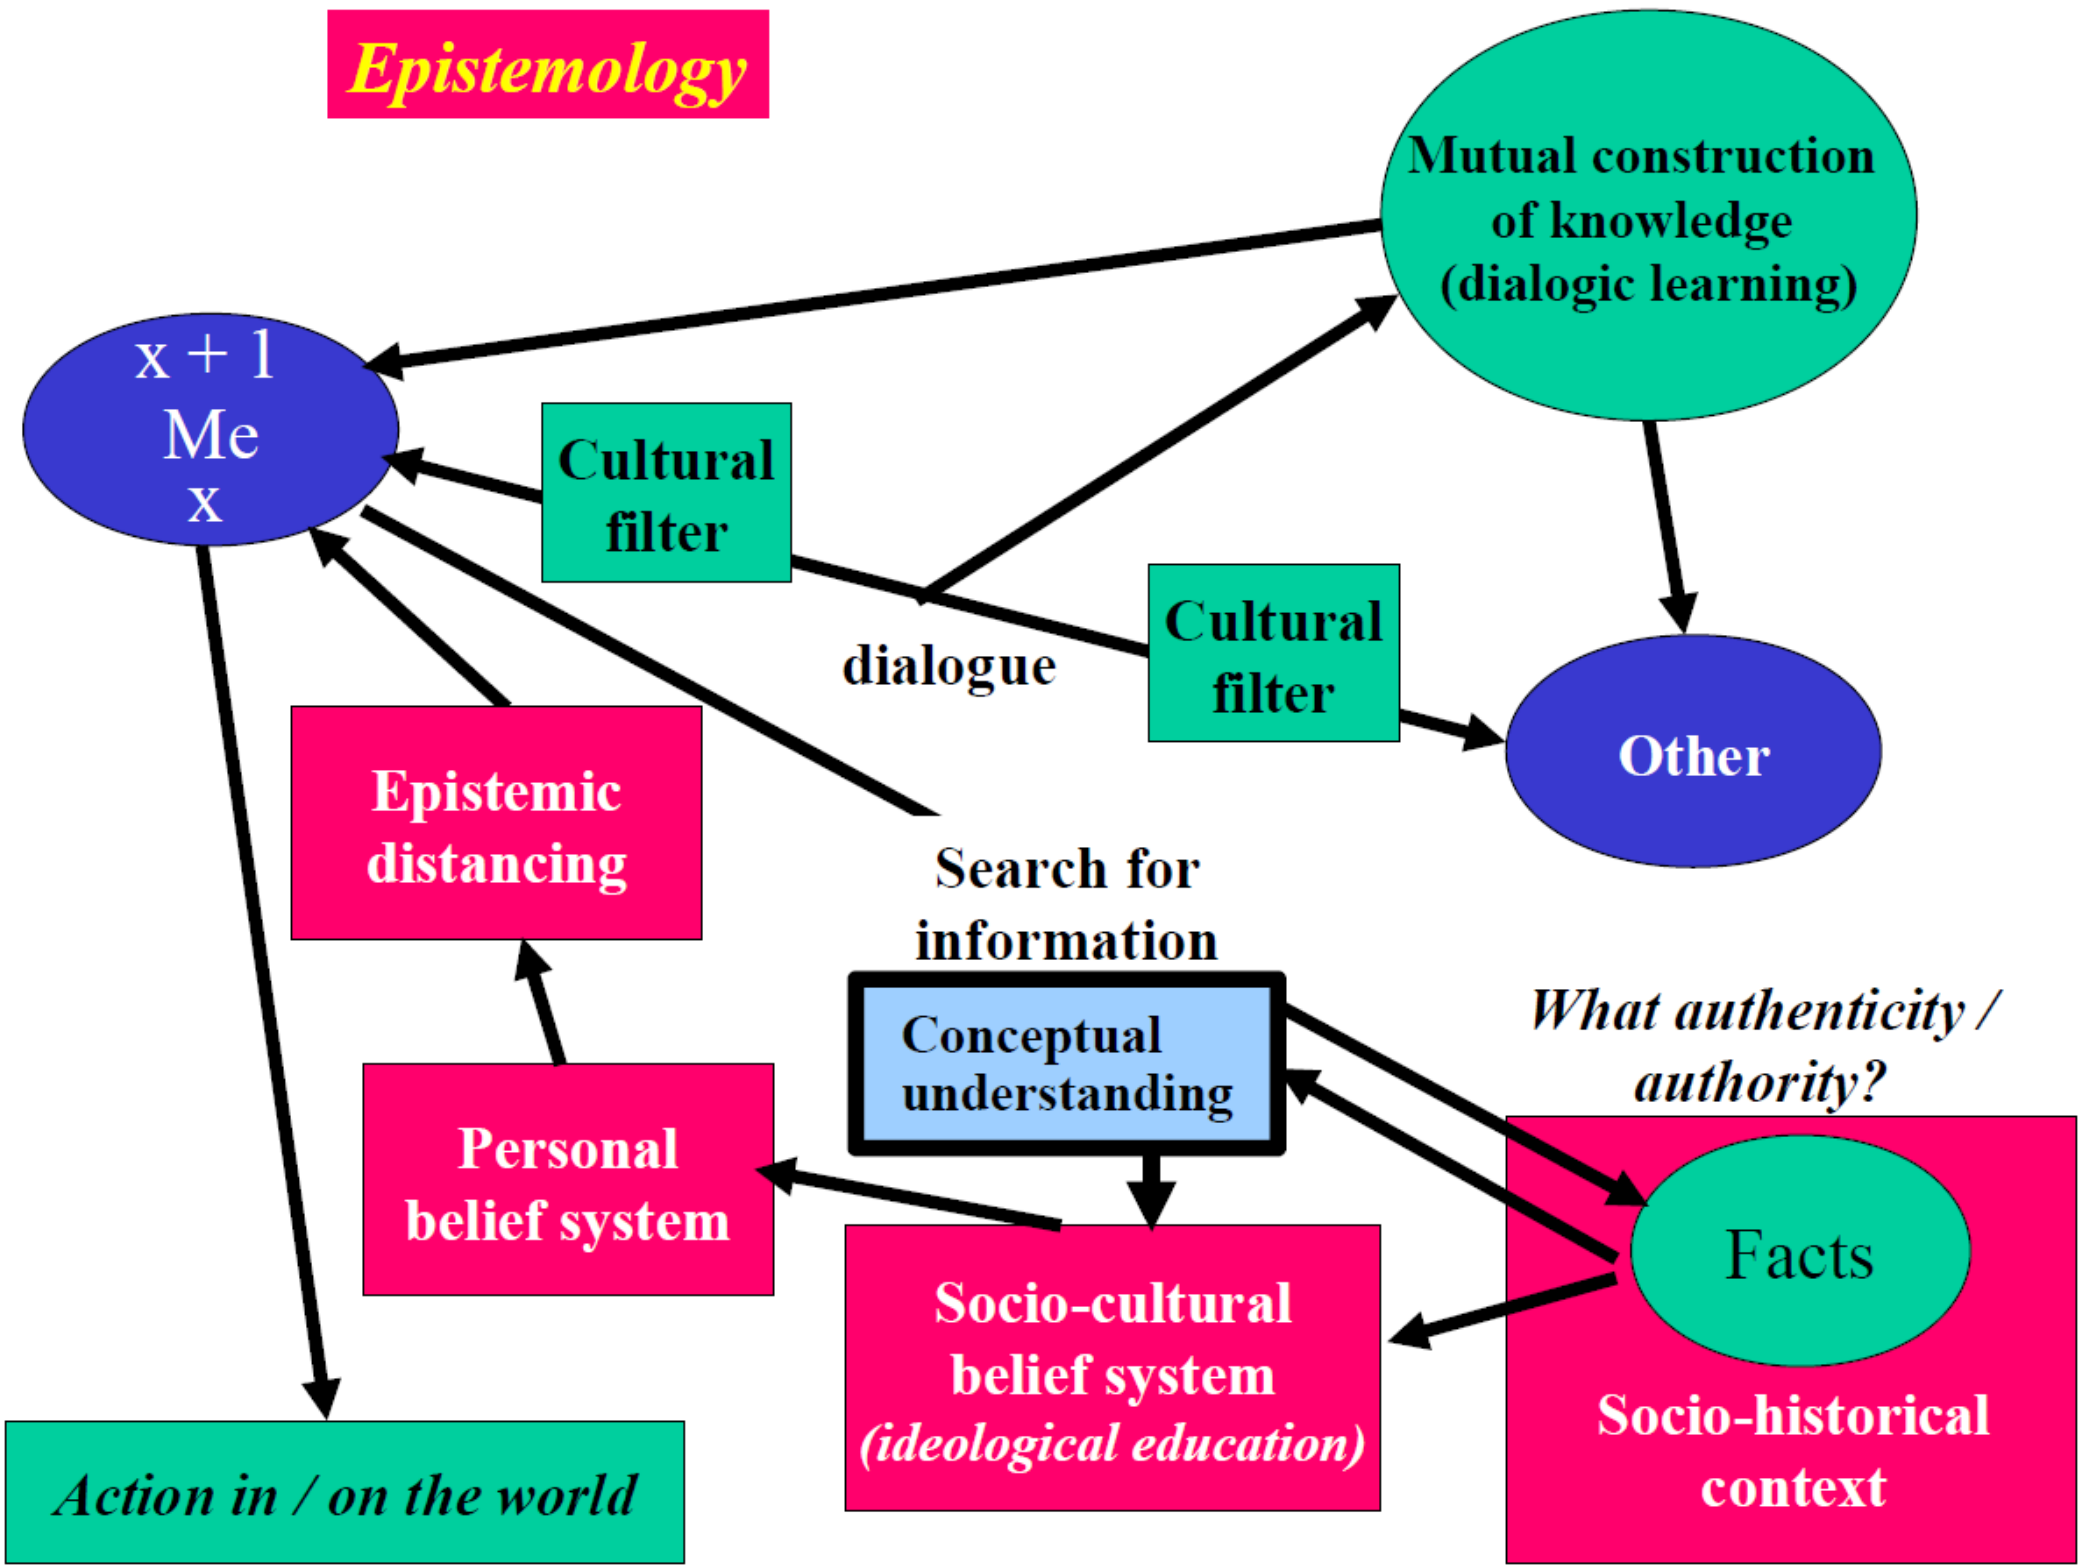 Epistemology
Mutual construction
of knowledge
(dialogic learning)
x + 1
Me
x
Cultural
filter
dialogue
Cultural
filter
Other
Epistemic
distancing
Search for
information
Conceptual
understanding
What authenticity /
authority?
Personal
belief system
Facts
Socio-cultural
belief system
(ideological education)
Socio-historical
context
Action in / on the world